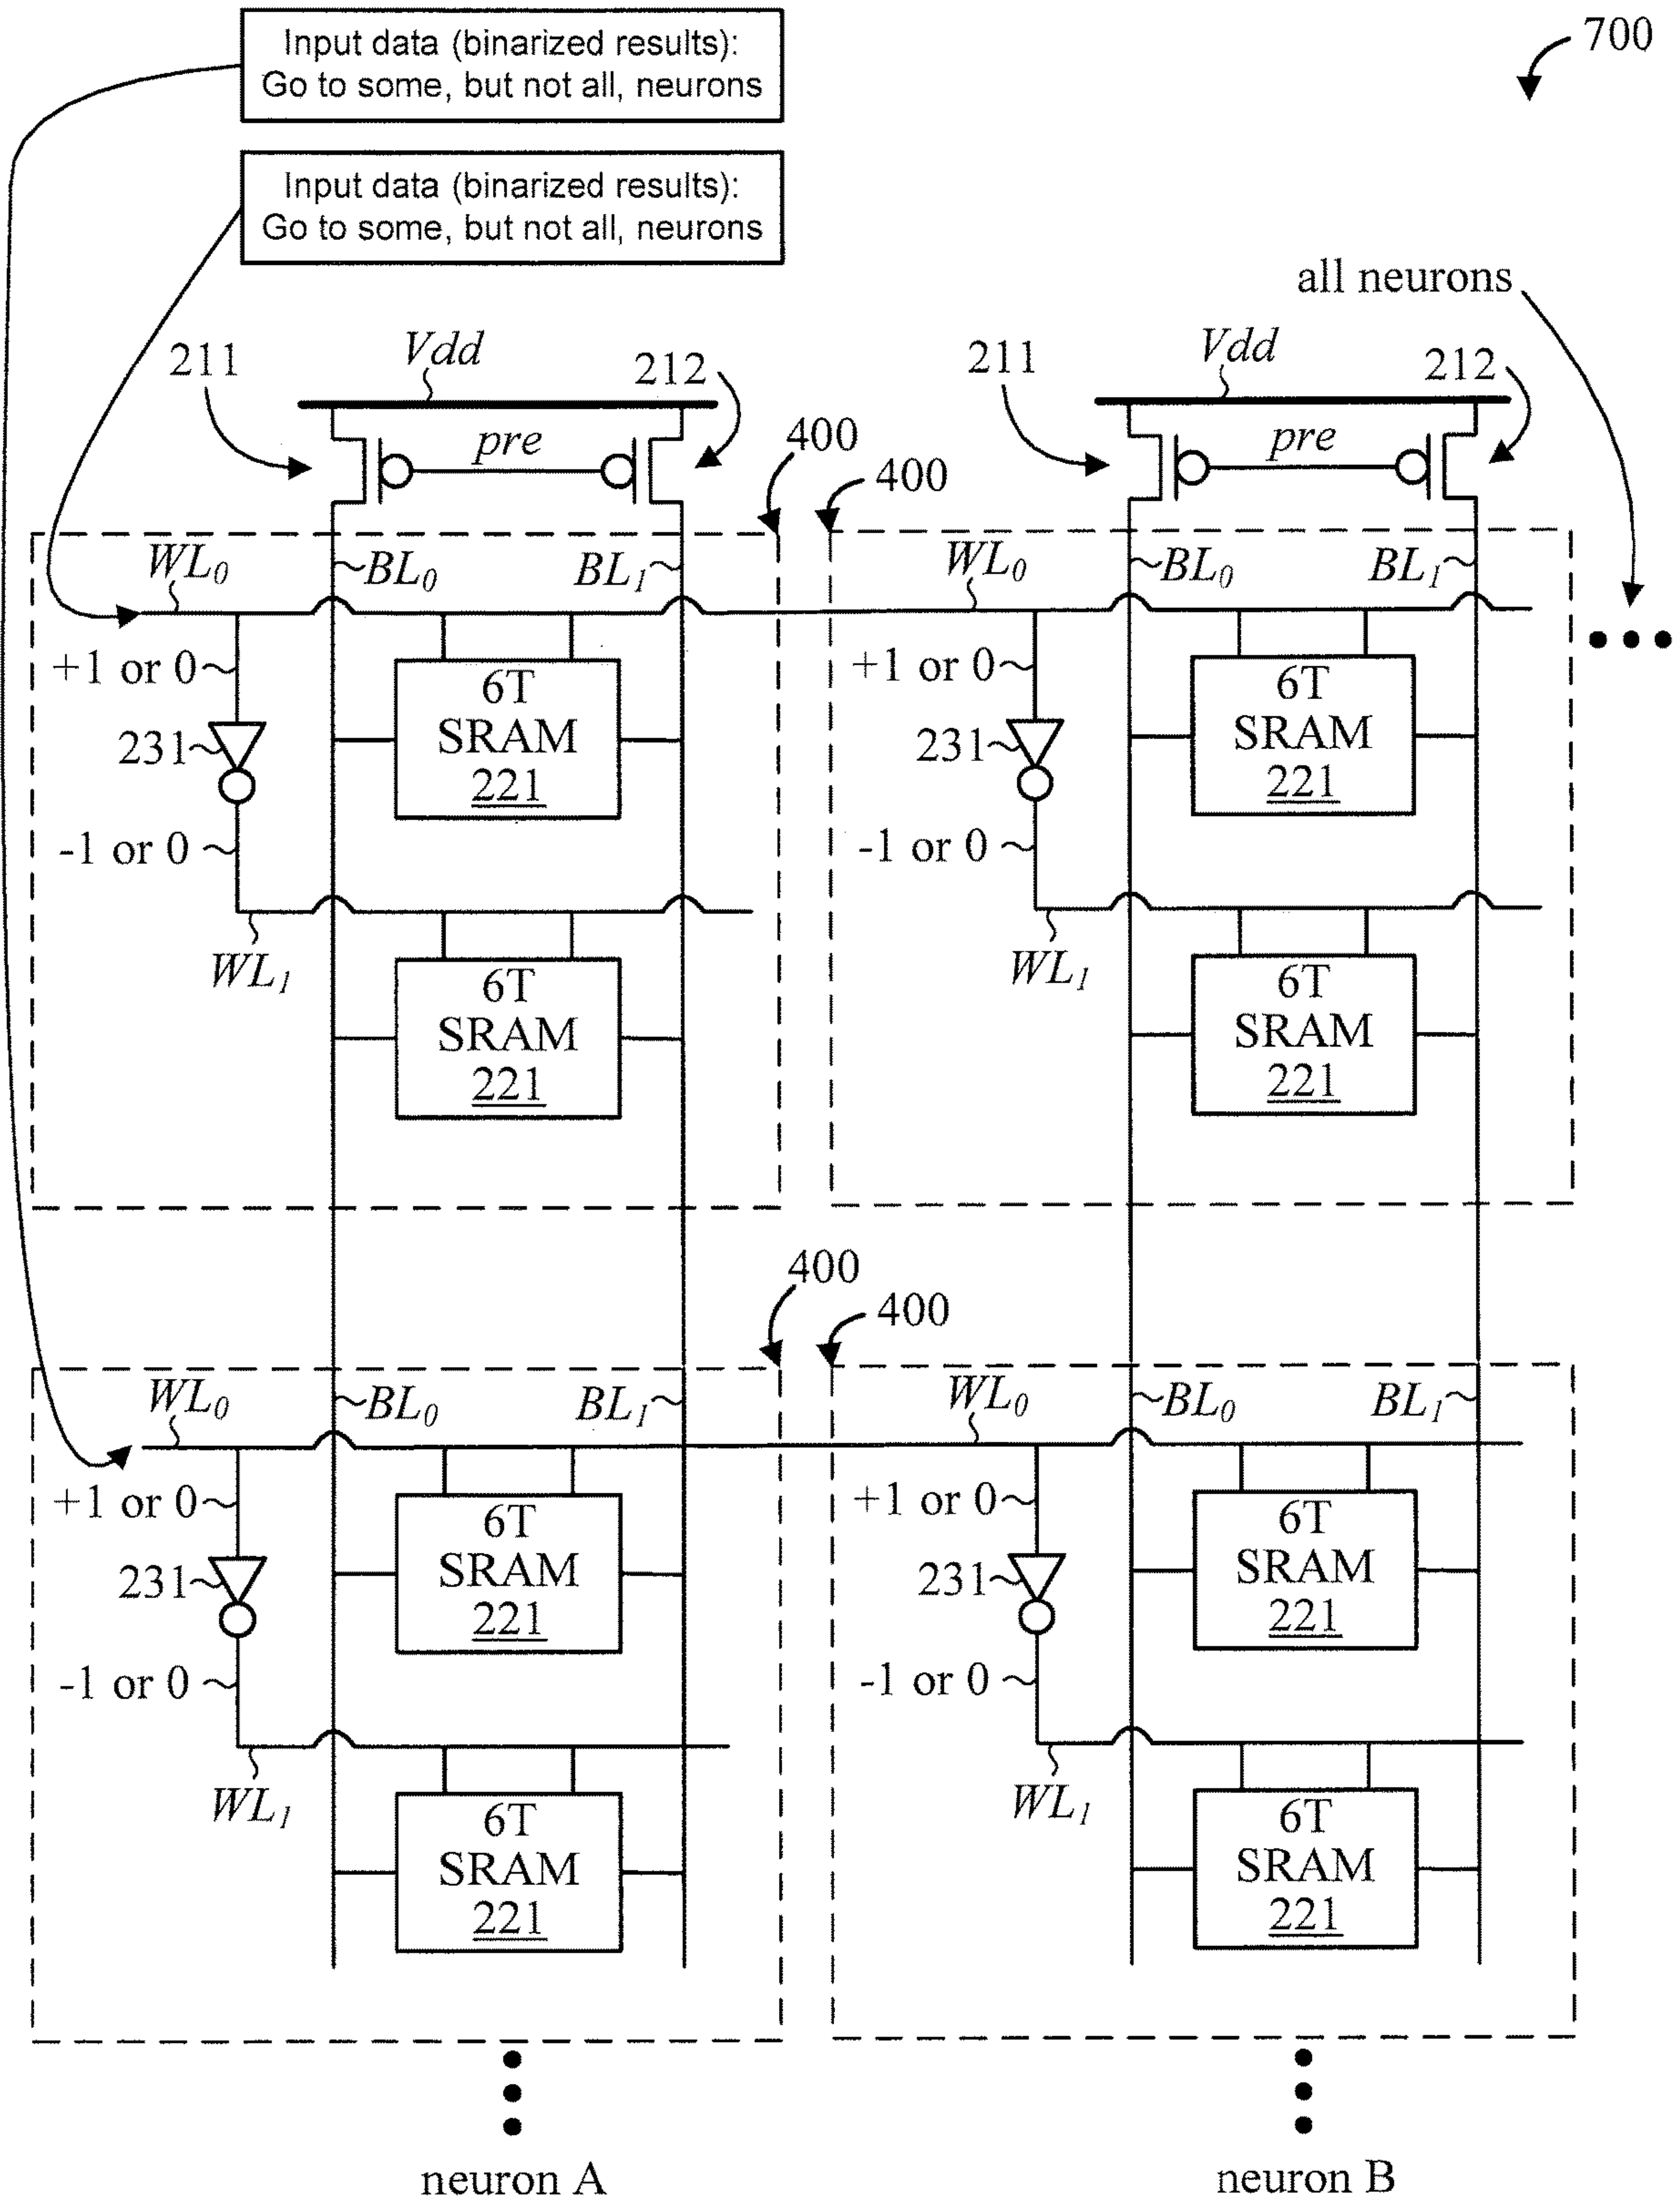 Input data (binarized results):
Go to some, but not all, neurons
700
Input data (binarized results):
Go to some, but not all, neurons
all neurons
211
Vdd
212
211
Vdd
212
pre
400
400
pre
WL0
BL0
BL1
WL0
BL0
BL1
+1 or 0
6T
SRAM
221
+1 or 0
6T
SRAM
221
231
231
-1 or 0
-1 or 0
WL1
6T
SRAM
221
WL1
6T
SRAM
221
400
400
WL0
BL0
BL1
WL0
BL0
BL1
+1 or 0
6T
SRAM
221
+1 or 0
6T
SRAM
221
231
231
-1 or 0
-1 or 0
WL1
6T
SRAM
221
WL1
6T
SRAM
221
neuron A
neuron B